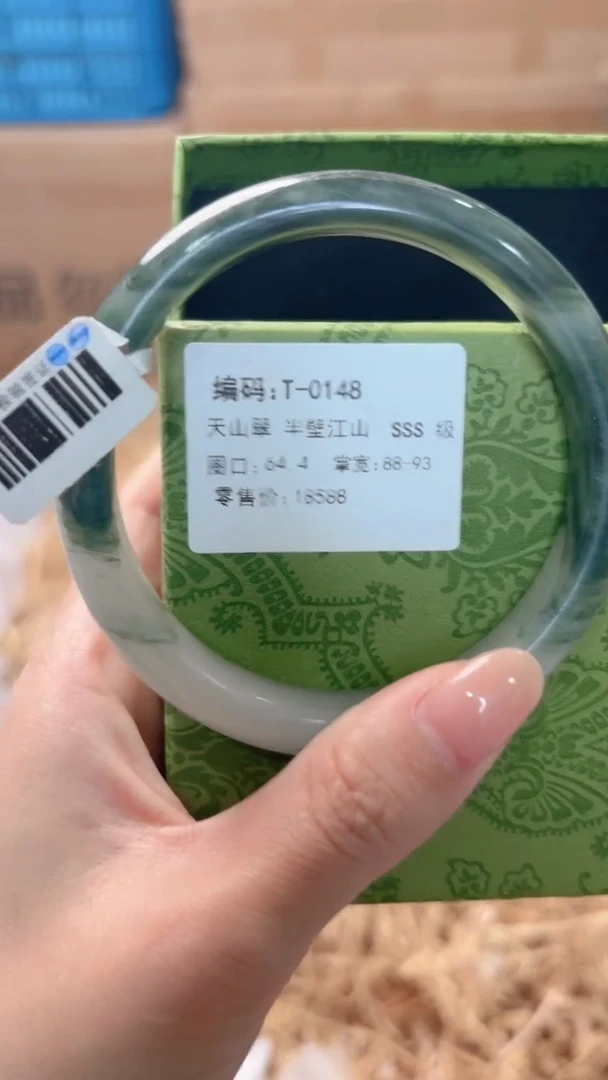 编码:T-0148
天山翠 半壁江山 SSS 级
圈口:64.4 掌宽:88-93
零售价:18588